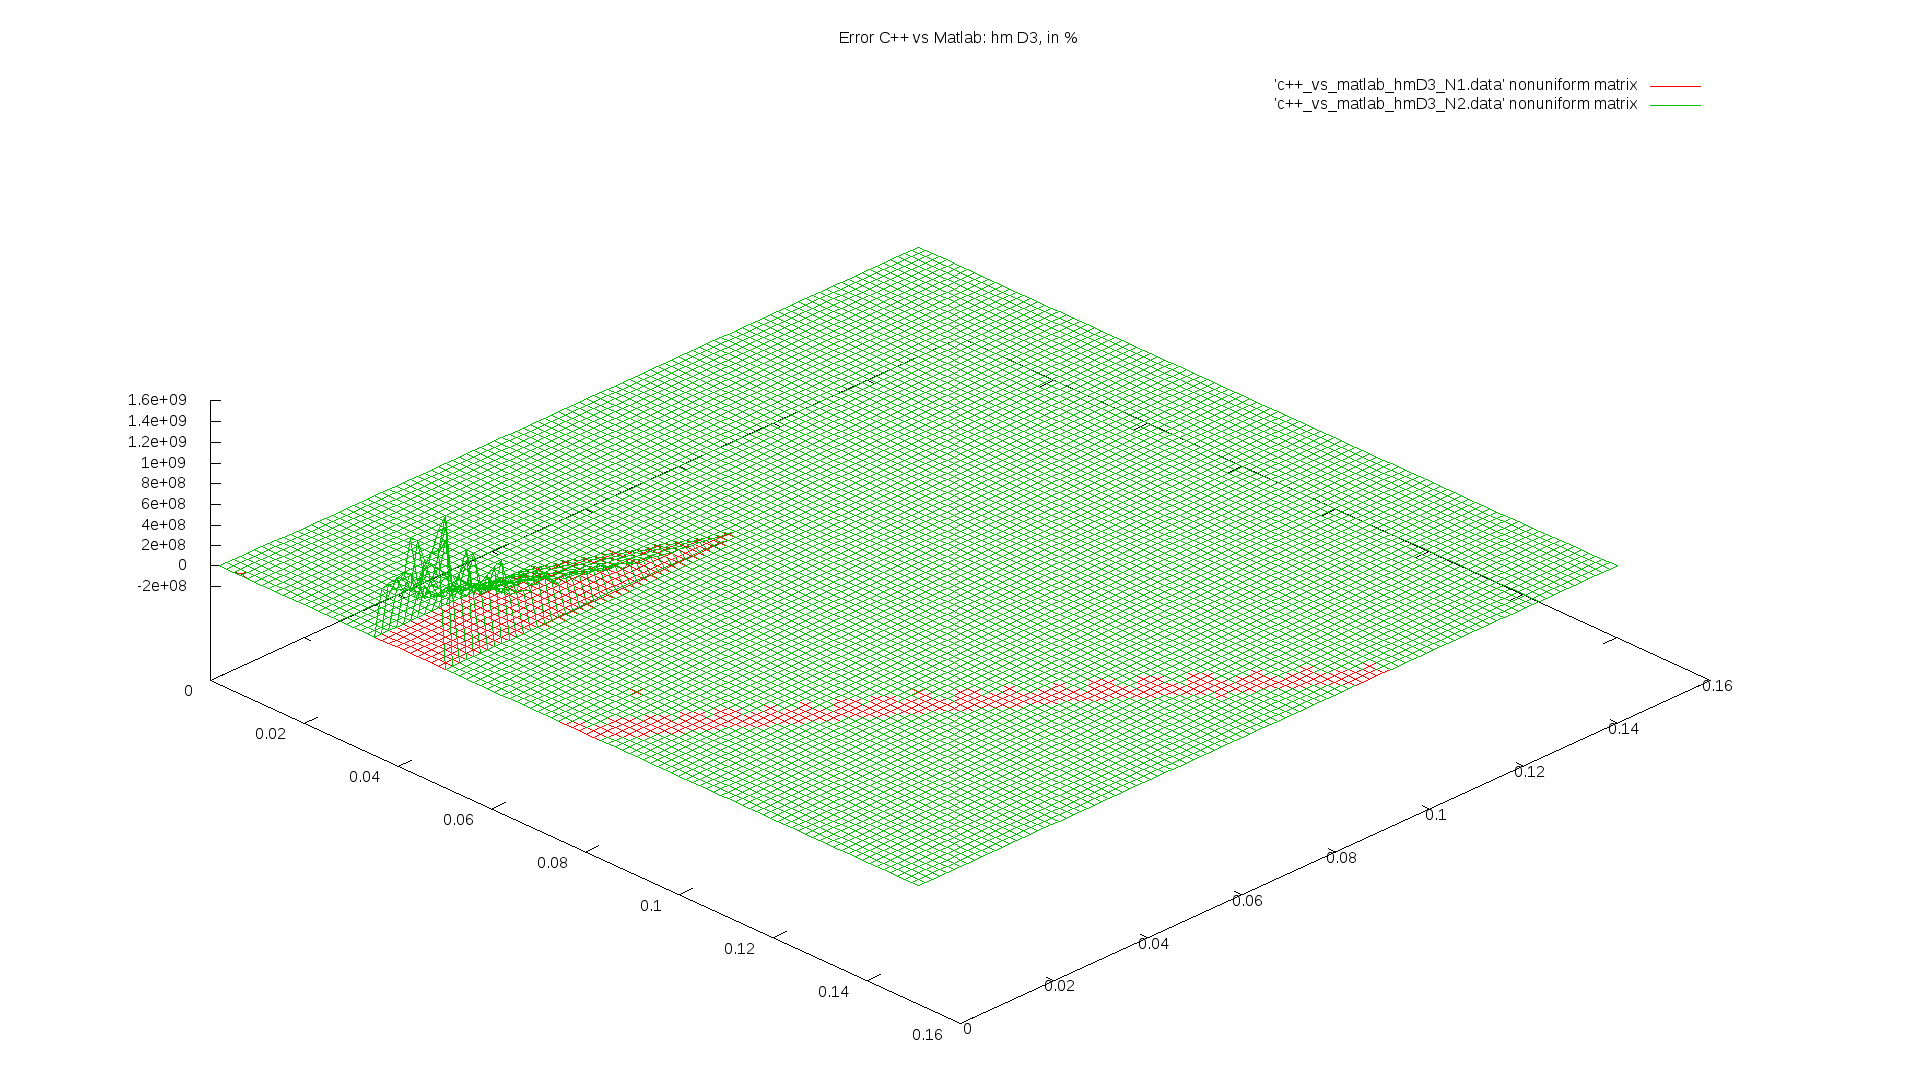 Error C++ vs Matlab: hm D3, in %
'c++_vs_matlab_hmD3_N1.data' nonuniform matrix
'c++_vs_matlab_hmD3_N2.data' nonuniform matrix
1.6e+09
1.4e+09
1.2e+09
1e+09
8e+08
6e+08
4e+08
2e+08
0
-2e+08
0
0.02
0.04
0.06
0.08
0.1
0.12
0.14
0.16
0
0.02
0.04
0.06
0.08
0.1
0.12
0.14
0.16